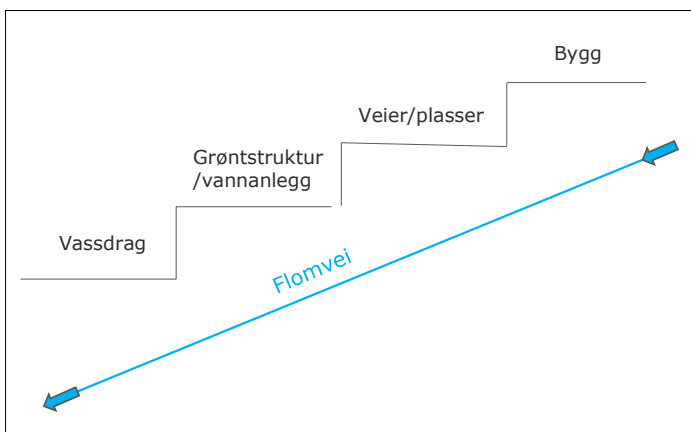 Bygg
Veier/plasser
Grøntstruktur
/vannanlegg
Vassdrag
Flomvei